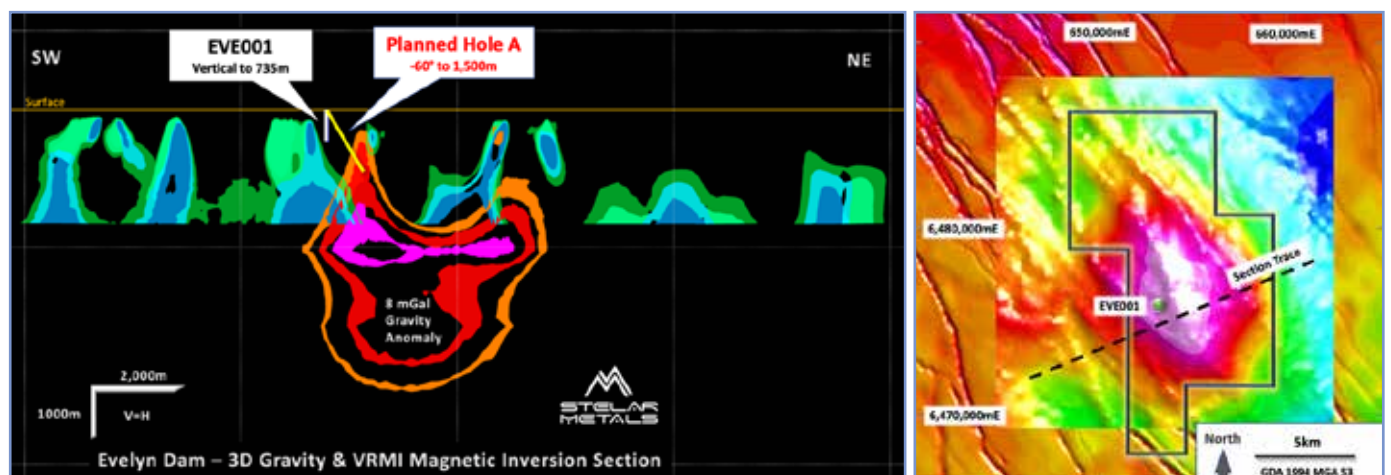 SW
EVE001
Vertical to 735m
Planned Hole A
-60° to 1,500m
NE
Surface
8 mGal
Gravity
Anomaly
2,000m
1000m
V=H
STELAR
METALS
Evelyn Dam – 3D Gravity & VRMI Magnetic Inversion Section
650,000mE
660,000mE
6,480,000mE
Section Trace
EVE001
6,470,000mE
North
5km
GDA 1994 MGA 53